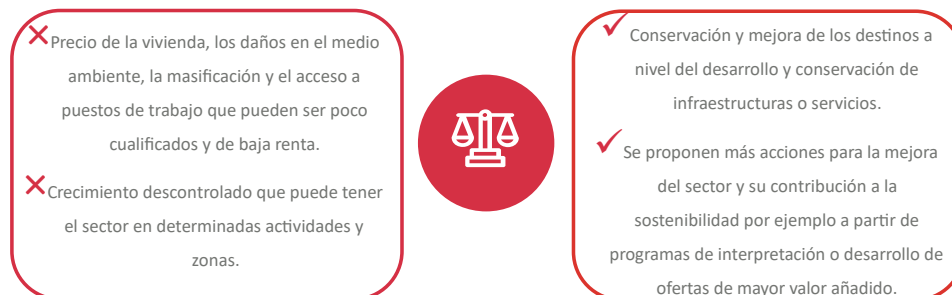 Precio de la vivienda, los daños en el medio
ambiente, la masificación y el acceso a
puestos de trabajo que pueden ser poco
cualificados y de baja renta.
Crecimiento descontrolado que puede tener
el sector en determinadas actividades y
zonas.
Conservación y mejora de los destinos a
nivel del desarrollo y conservación de
infraestructuras o servicios.
Se proponen más acciones para la mejora
del sector y su contribución a la
sostenibilidad por ejemplo a partir de
programas de interpretación o desarrollo de
ofertas de mayor valor añadido.